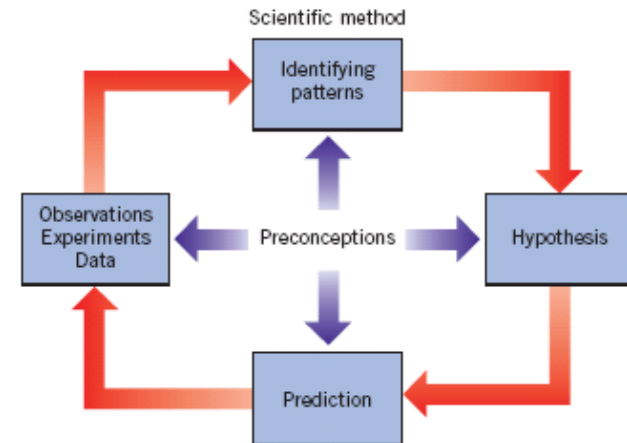 Scientific method
Identifying
patterns
Observations
Experiments
Data
Preconceptions
Hypothesis
Prediction